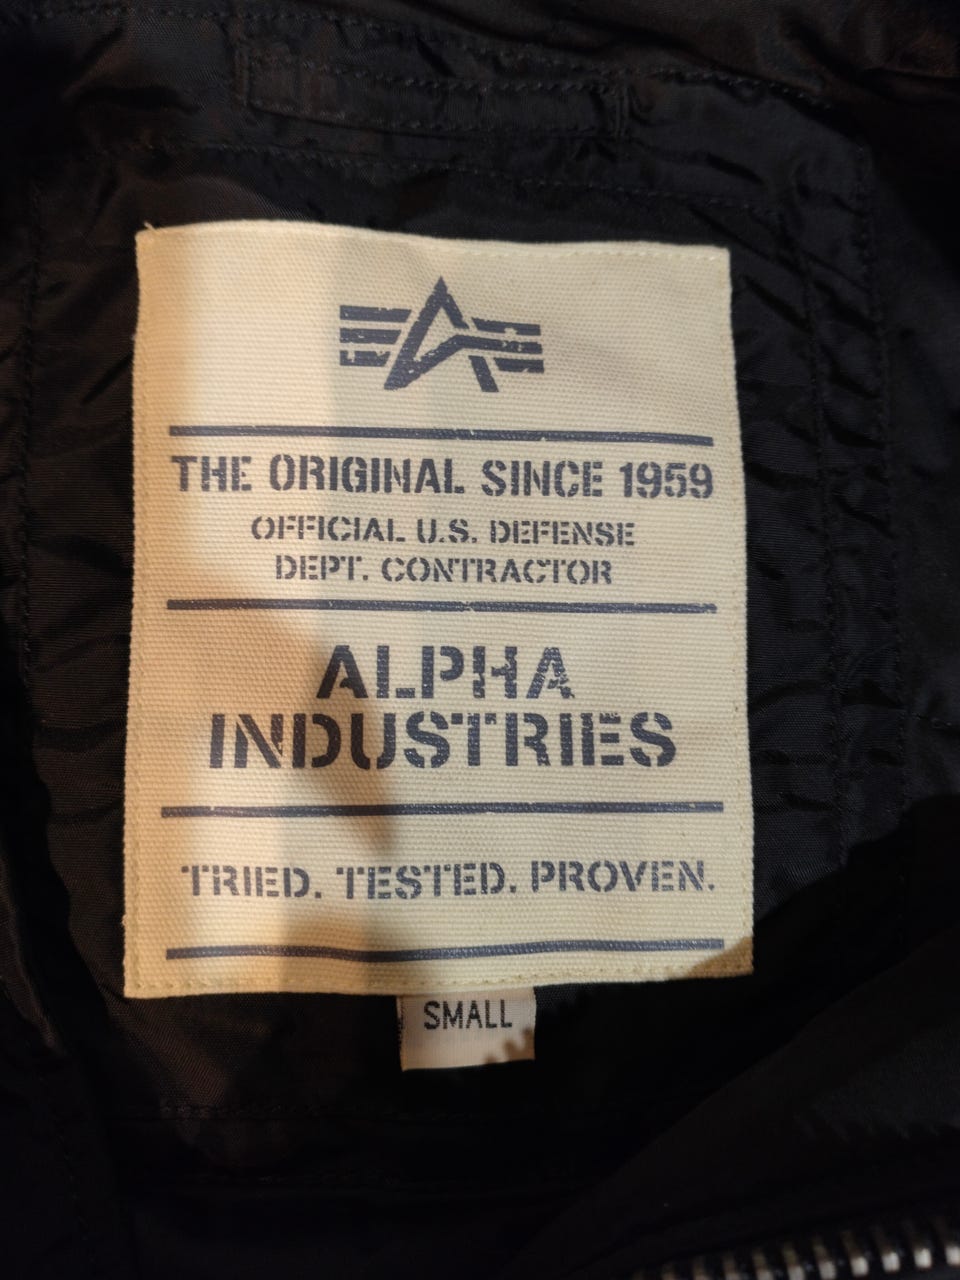 THE ORIGINAL SINCE 1959
OFFICIAL U.S. DEFENSE
DEPT. CONTRACTOR
ALPHA
INDUSTRIES
TRIED. TESTED. PROVEN.
SMALL